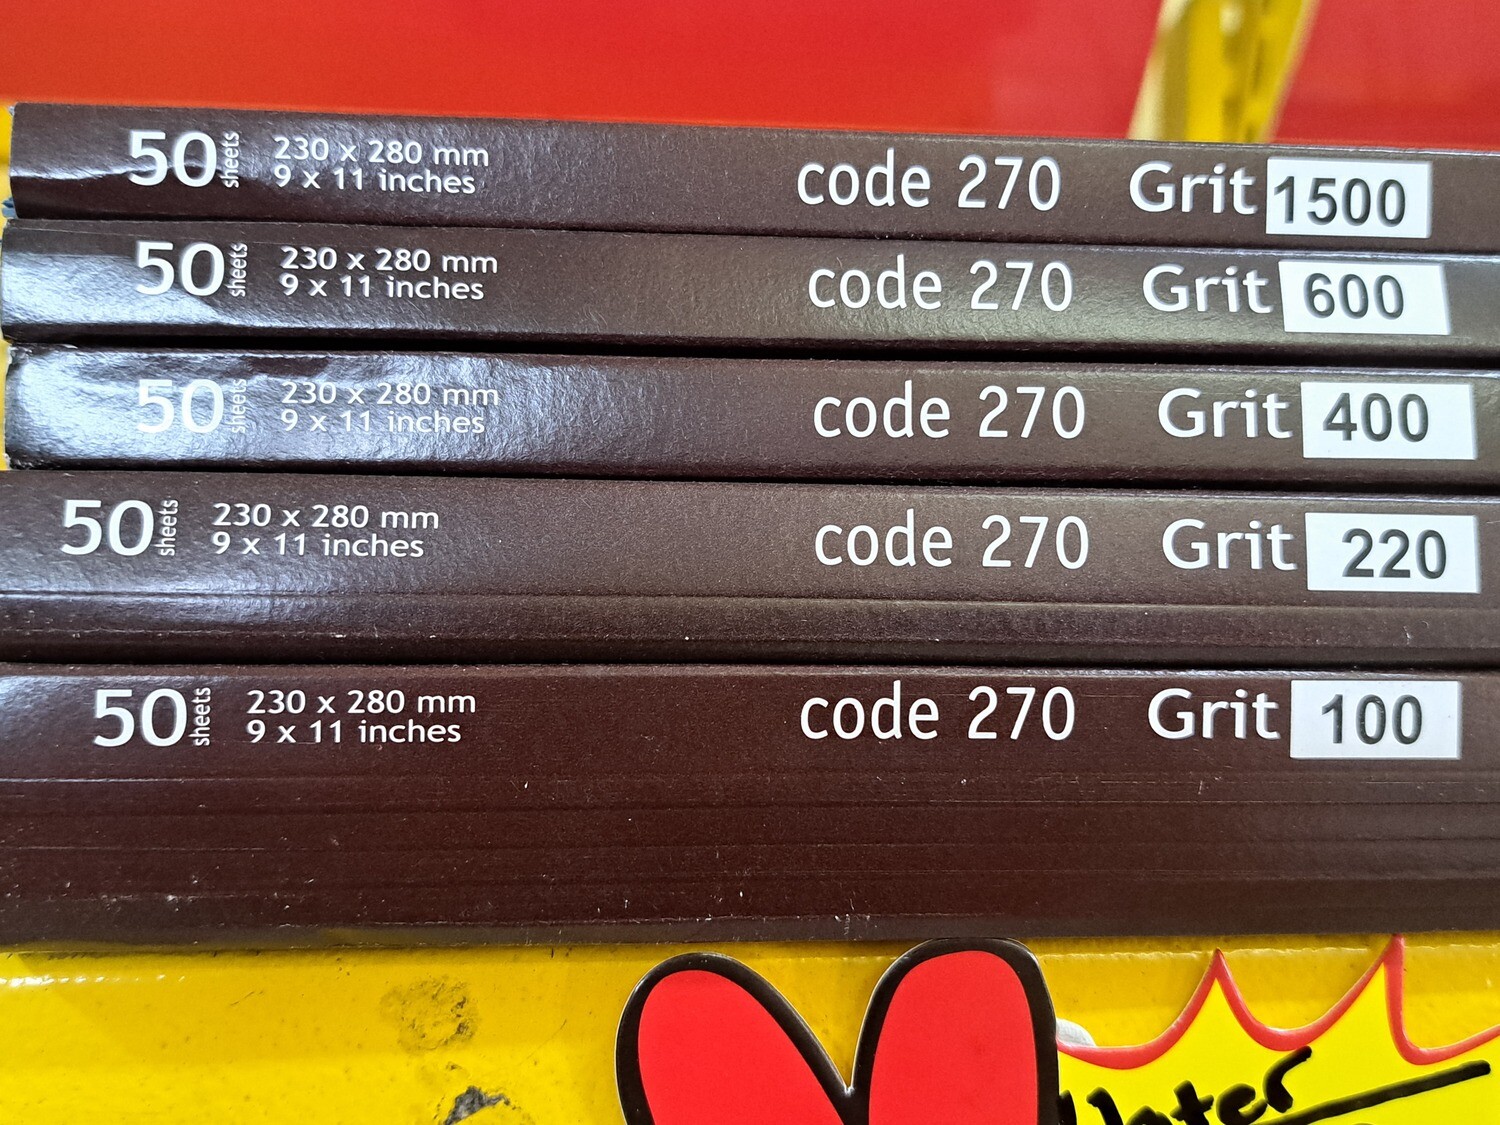 50 sheets 230 x 280 mm
9 x 11 inches
code 270 Grit 1500
50 sheets 230 x 280 mm
9 x 11 inches
code 270 Grit 600
50 sheets 230 x 280 mm
9 x 11 inches
code 270 Grit 400
50 sheets 230 x 280 mm
9 x 11 inches
code 270 Grit 220
50 sheets 230 x 280 mm
9 x 11 inches
code 270 Grit 100
Water